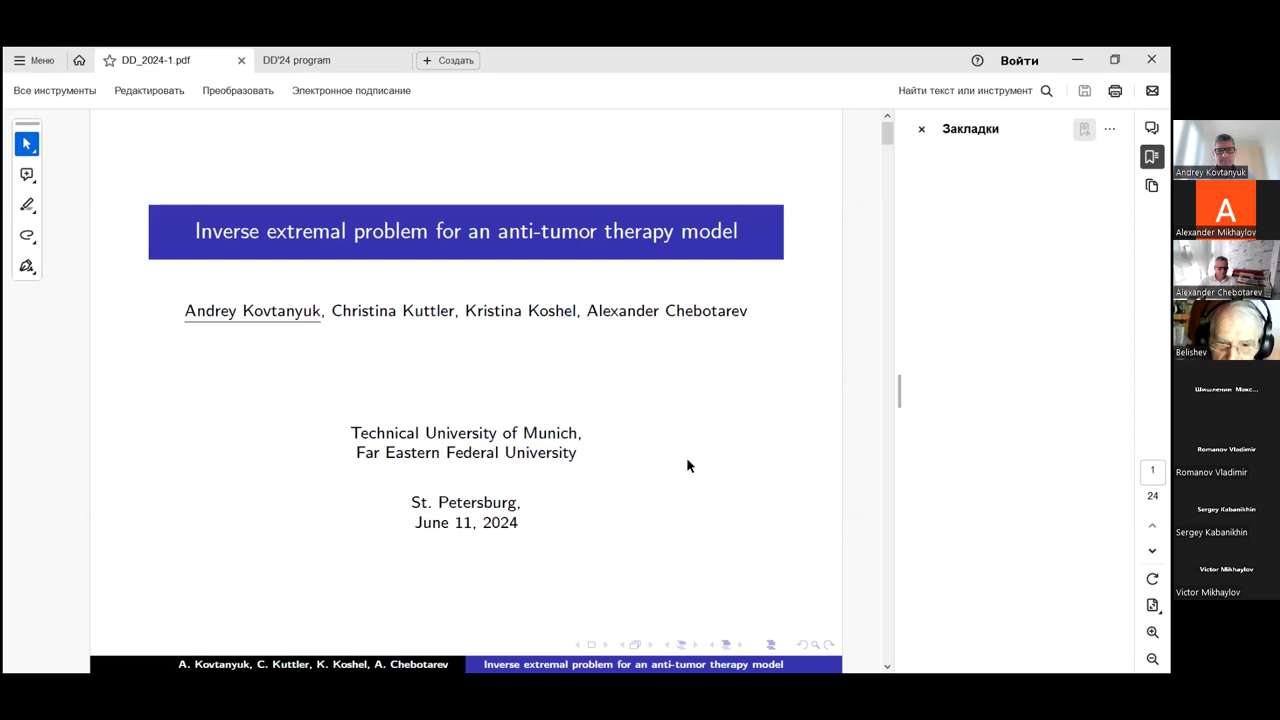 Меню
DD_2024-1.pdf
DD'24 program
Создать
Войти
Все инструменты
Редактировать
Преобразовать
Электронное подписание
Найти текст или инструмент
Закладки
Inverse extremal problem for an anti-tumor therapy model
Andrey Kovtanyuk, Christina Kuttler, Kristina Koshel, Alexander Chebotarev
Technical University of Munich,
Far Eastern Federal University
St. Petersburg,
June 11, 2024
A. Kovtanyuk, C. Kuttler, K. Koshel, A. Chebotarev
Inverse extremal problem for an anti-tumor therapy model
1
24
Andrey Kovtanyuk
A
Alexander Mikhaylov
Alexander Chebotarev
Belishev
Шишленин Макс...
Romanov Vladimir
Romanov Vladimir
Sergey Kabanikhin
Sergey Kabanikhin
Victor Mikhaylov
Victor Mikhaylov